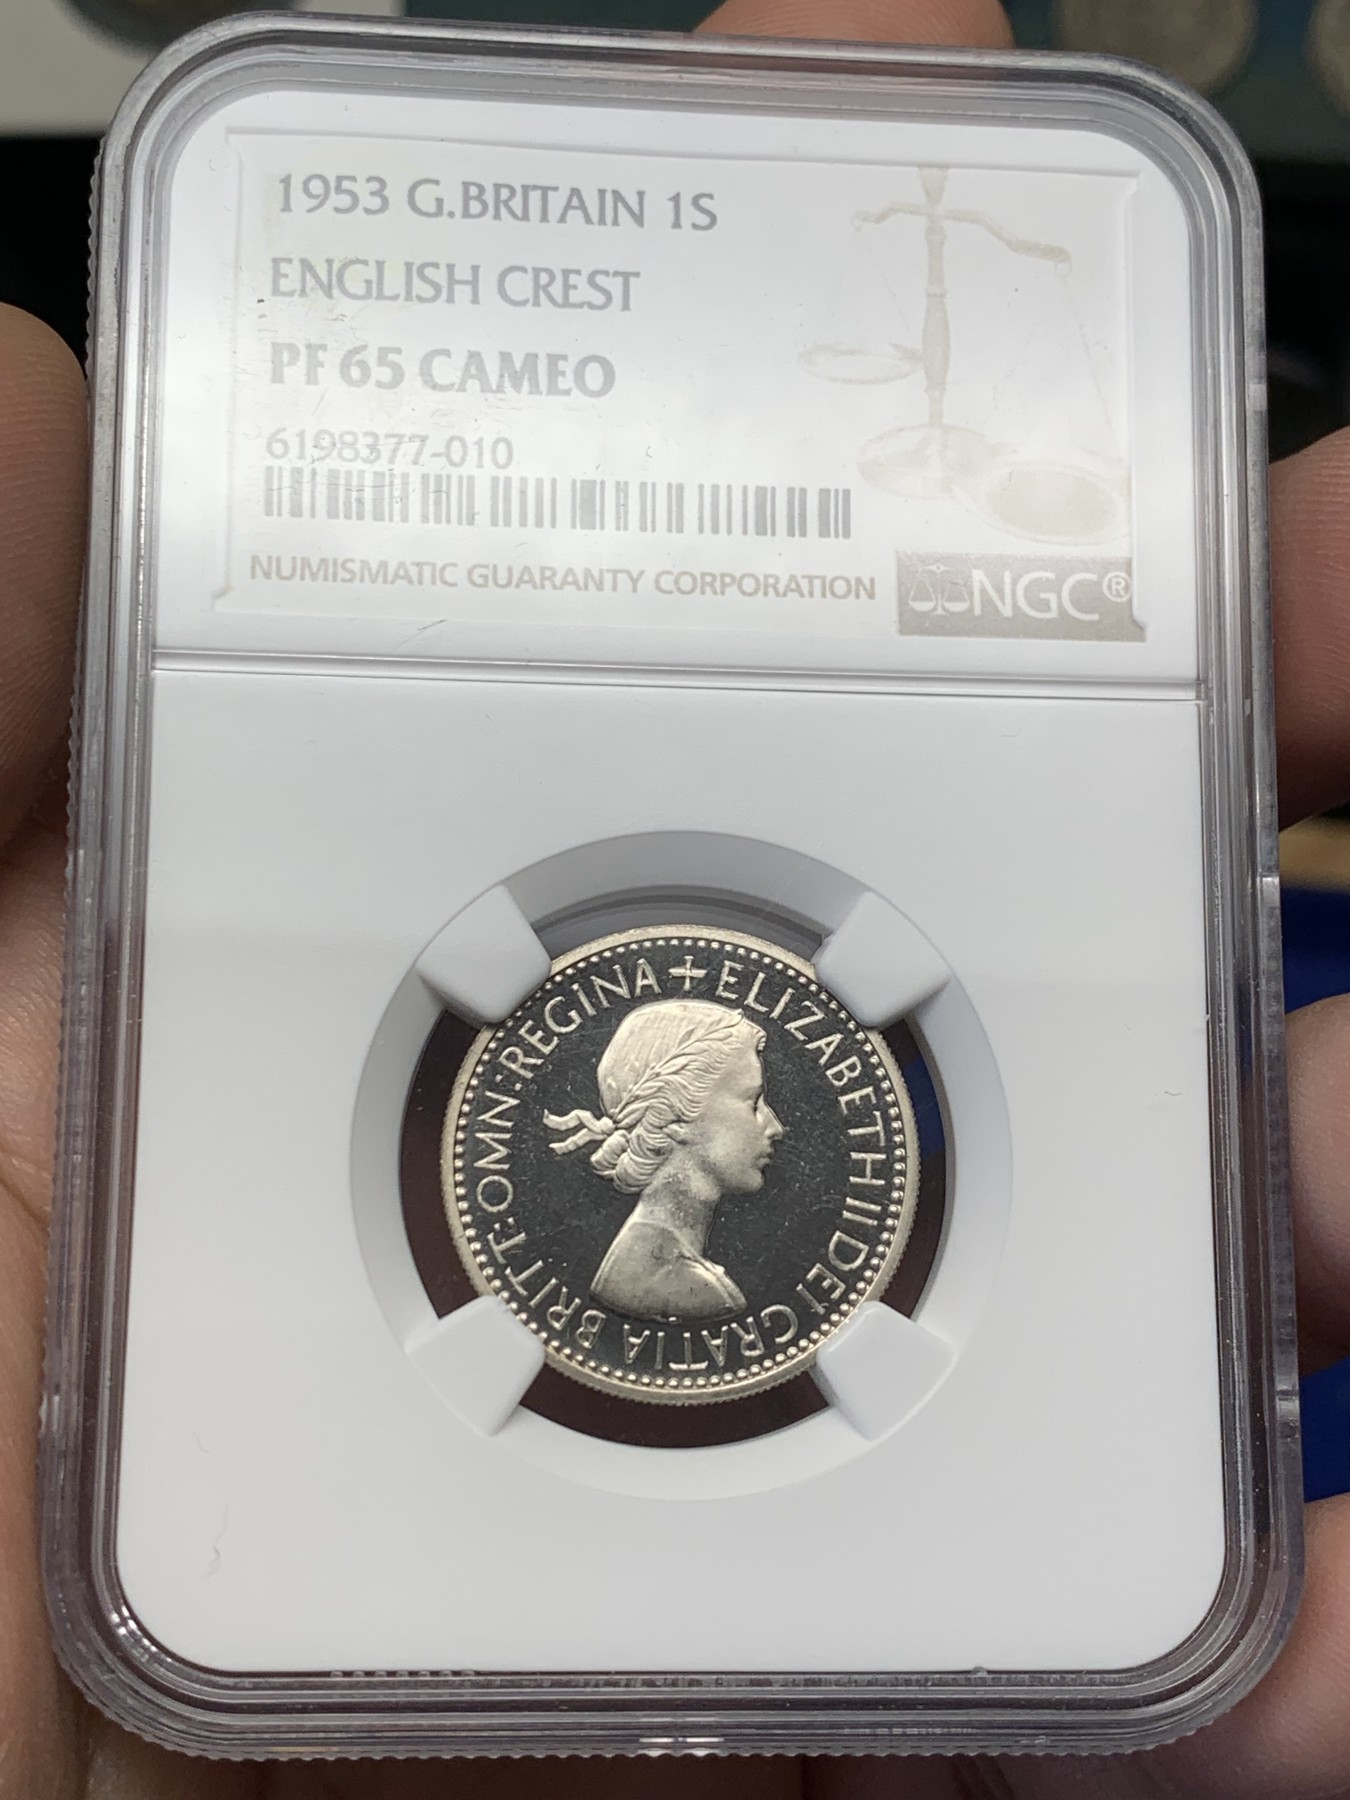 1953 G.BRITAIN 1S
ENGLISH CREST
PF 65 CAMEO
6198377-010
NUMISMATIC GUARANTY CORPORATION
NGC®
+ ELIZABETH II DEI GRATIA BRITT:OMN:REGINA